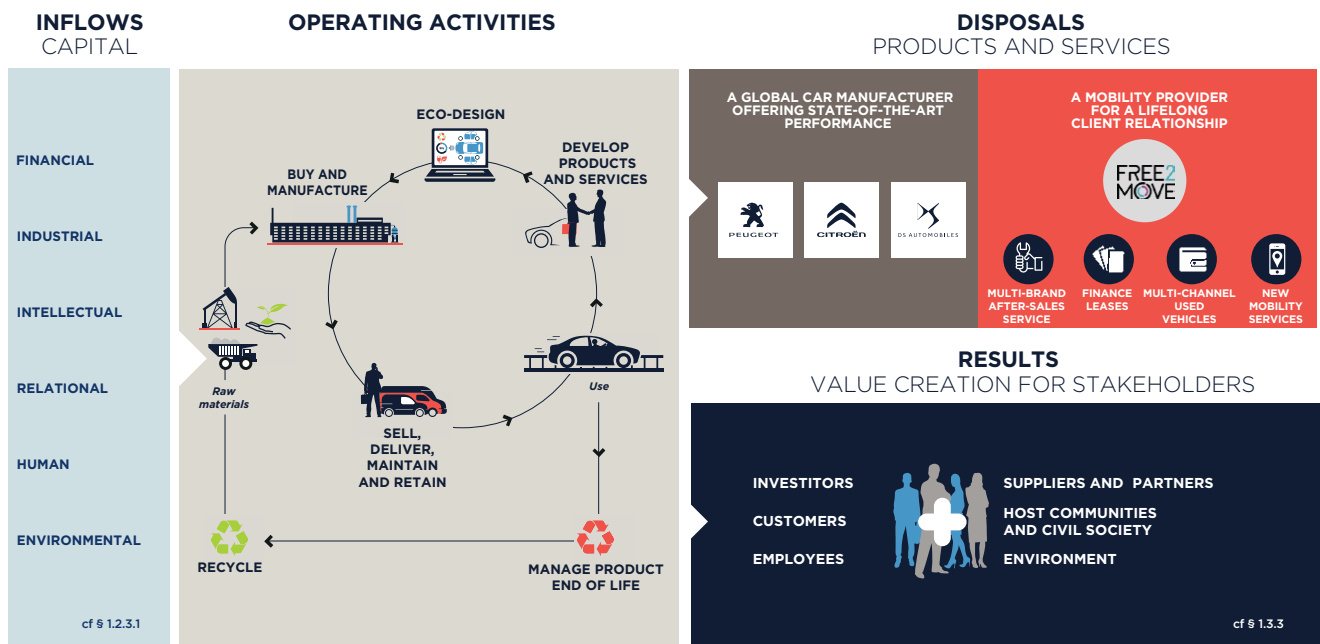 INFLOWS
CAPITAL
FINANCIAL
INDUSTRIAL
INTELLECTUAL
RELATIONAL
HUMAN
ENVIRONMENTAL
cf § 1.2.3.1
OPERATING ACTIVITIES
ECO-DESIGN
DEVELOP
PRODUCTS
AND SERVICES
BUY AND
MANUFACTURE
Raw
materials
Use
SELL,
DELIVER,
MAINTAIN
AND RETAIN
RECYCLE
MANAGE PRODUCT
END OF LIFE
DISPOSALS
PRODUCTS AND SERVICES
A GLOBAL CAR MANUFACTURER
OFFERING STATE-OF-THE-ART
PERFORMANCE
PEUGEOT
CITROËN
DS AUTOMOBILES
A MOBILITY PROVIDER
FOR A LIFELONG
CLIENT RELATIONSHIP
FREE2
MOVE
MULTI-BRAND
AFTER-SALES
SERVICE
FINANCE
LEASES
MULTI-CHANNEL
USED
VEHICLES
NEW
MOBILITY
SERVICES
RESULTS
VALUE CREATION FOR STAKEHOLDERS
INVESTITORS
CUSTOMERS
EMPLOYEES
SUPPLIERS AND PARTNERS
HOST COMMUNITIES
AND CIVIL SOCIETY
ENVIRONMENT
cf § 1.3.3